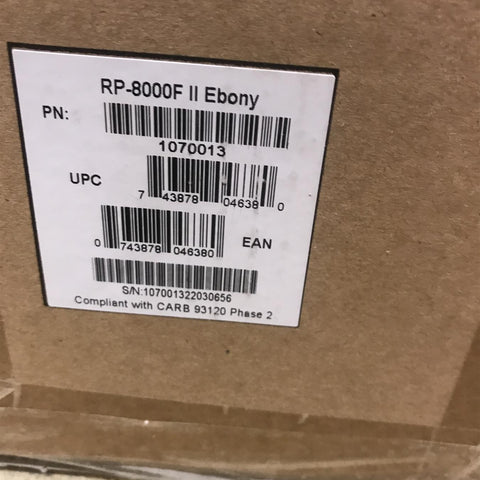 RP-8000F II Ebony
PN:
1070013
UPC
7 43878 04638 0
0 743878 046380
EAN
S/N:107001322030656
Compliant with CARB 93120 Phase 2